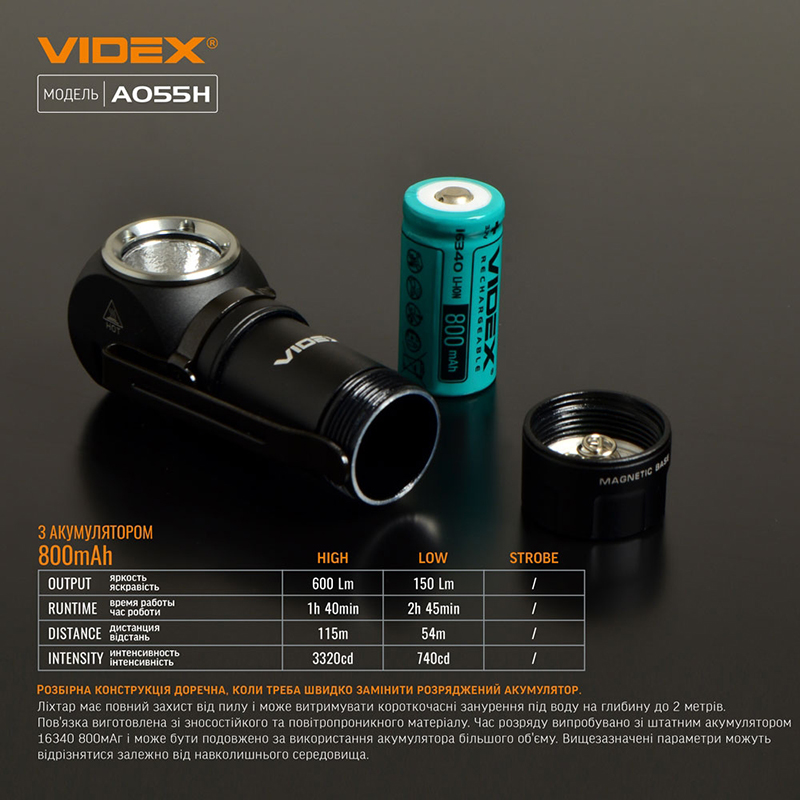 VIDEX®
МОДЕЛЬ | A055H
+ VIDEX
RECHARGEABLE
16340 LI-ION 800 mAh
HOT
VIDEX
MAGNETIC BASE
З АКУМУЛЯТОРОМ
800mAh HIGH LOW STROBE
OUTPUT яркость яскравість 600 Lm 150 Lm /
RUNTIME время работы час роботи 1h 40min 2h 45min /
DISTANCE дистанция відстань 115m 54m /
INTENSITY интенсивность інтенсивність 3320cd 740cd /
РОЗБІРНА КОНСТРУКЦІЯ ДОРЕЧНА, КОЛИ ТРЕБА ШВИДКО ЗАМІНИТИ РОЗРЯДЖЕНИЙ АКУМУЛЯТОР.
Ліхтар має повний захист від пилу і може витримувати короткочасні занурення під воду на глибину до 2 метрів.
Пов'язка виготовлена зі зносостійкого та повітропроникного матеріалу. Час розряду випробувано зі штатним акумулятором
16340 800мАг і може бути подовжено за використання акумулятора більшого об'єму. Вищезазначені параметри можуть
відрізнятися залежно від навколишнього середовища.